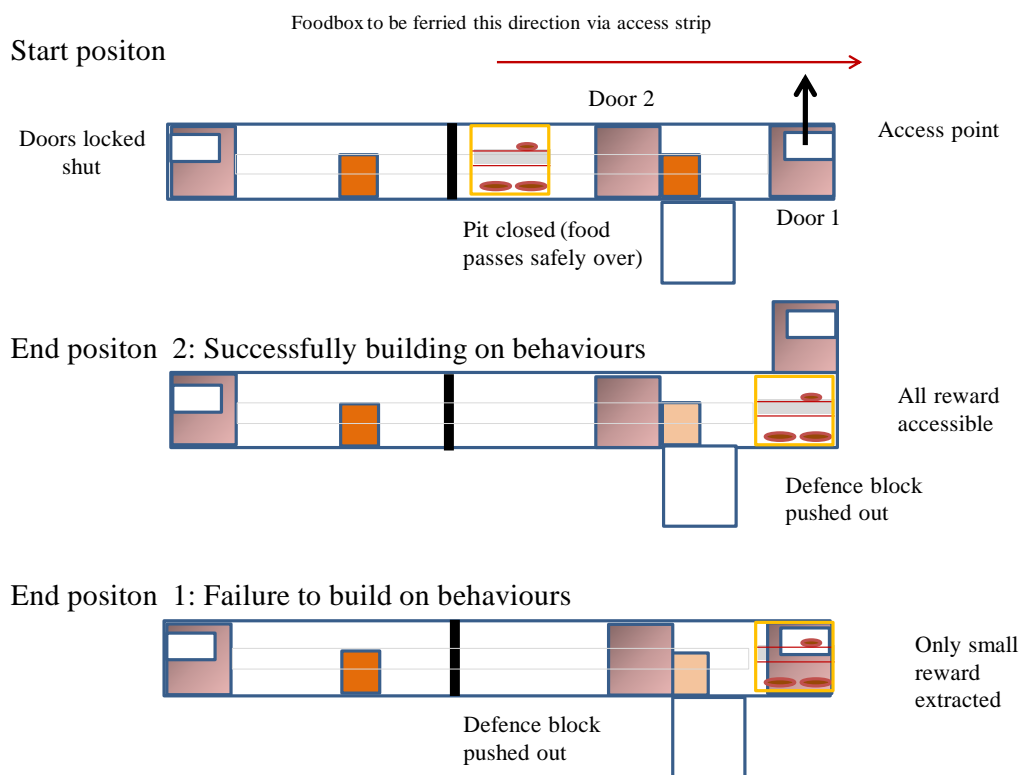 Foodbox to be ferried this direction via access strip
Start positon
Door 2
Doors locked
shut
Access point
Pit closed (food
passes safely over)
Door 1
End positon 2: Successfully building on behaviours
All reward
accessible
Defence block
pushed out
End positon 1: Failure to build on behaviours
Only small
reward
extracted
Defence block
pushed out